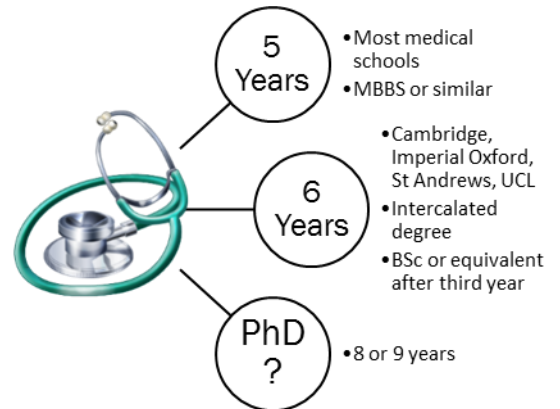 5
Years
•Most medical
schools
•MBBS or similar
6
Years
•Cambridge,
Imperial Oxford,
St Andrews, UCL
•Intercalated
degree
•BSc or equivalent
after third year
PhD
?
•8 or 9 years